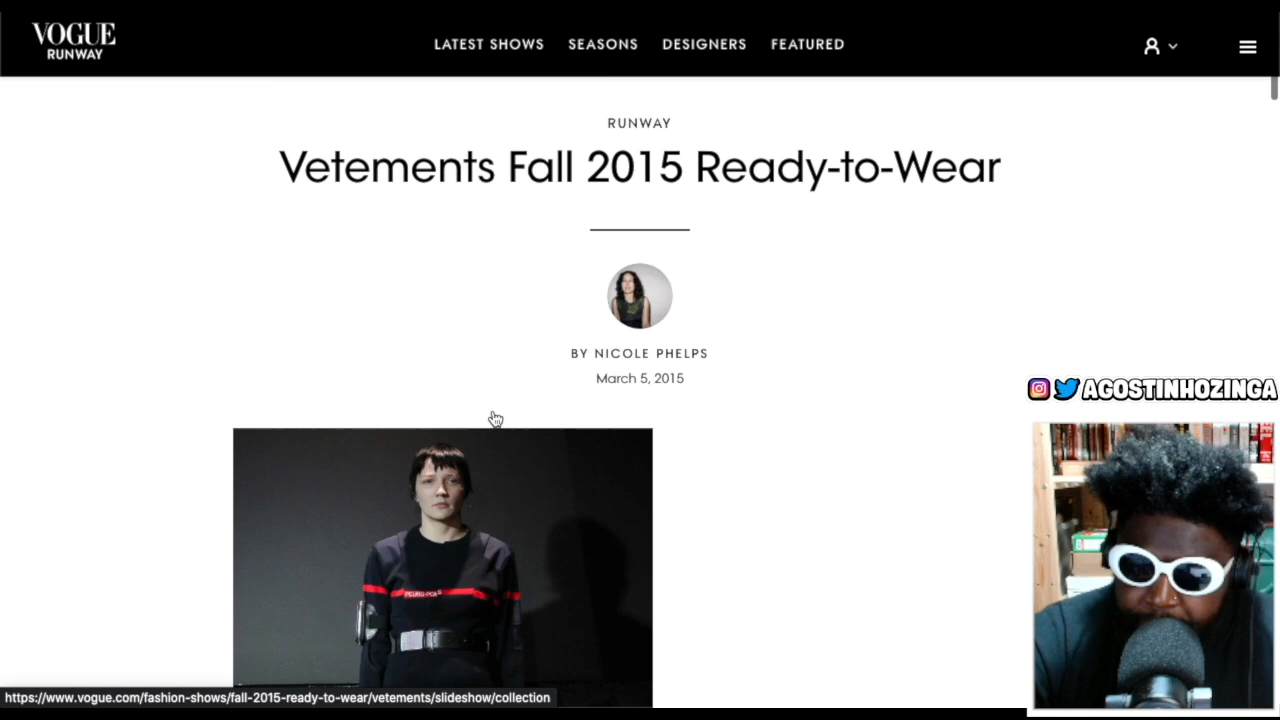 VOGUE
RUNWAY
LATEST SHOWS SEASONS DESIGNERS FEATURED
RUNWAY
Vetements Fall 2015 Ready-to-Wear
BY NICOLE PHELPS
March 5, 2015
AGOSTINHOZINGA
https://www.vogue.com/fashion-shows/fall-2015-ready-to-wear/vetements/slideshow/collection